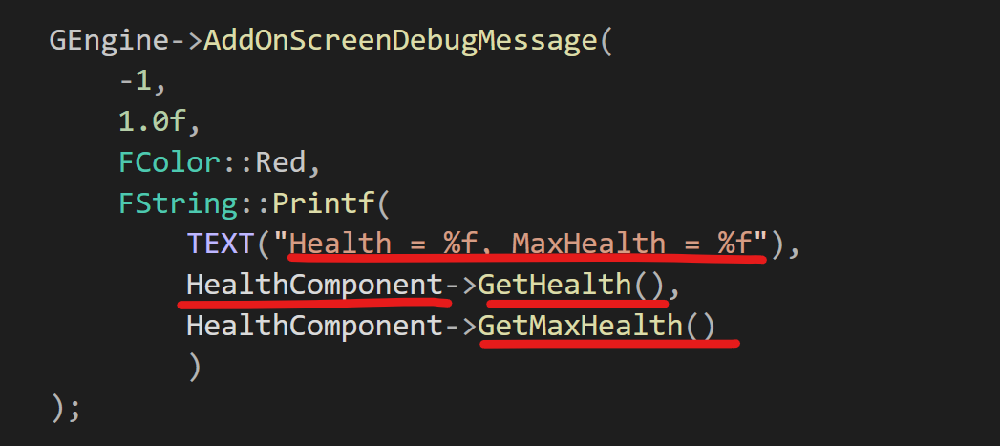 GEngine->AddOnScreenDebugMessage(
-1,
1.0f,
FColor::Red,
FString::Printf(
TEXT("Health = %f, MaxHealth = %f"),
HealthComponent->GetHealth(),
HealthComponent->GetMaxHealth()
)
);